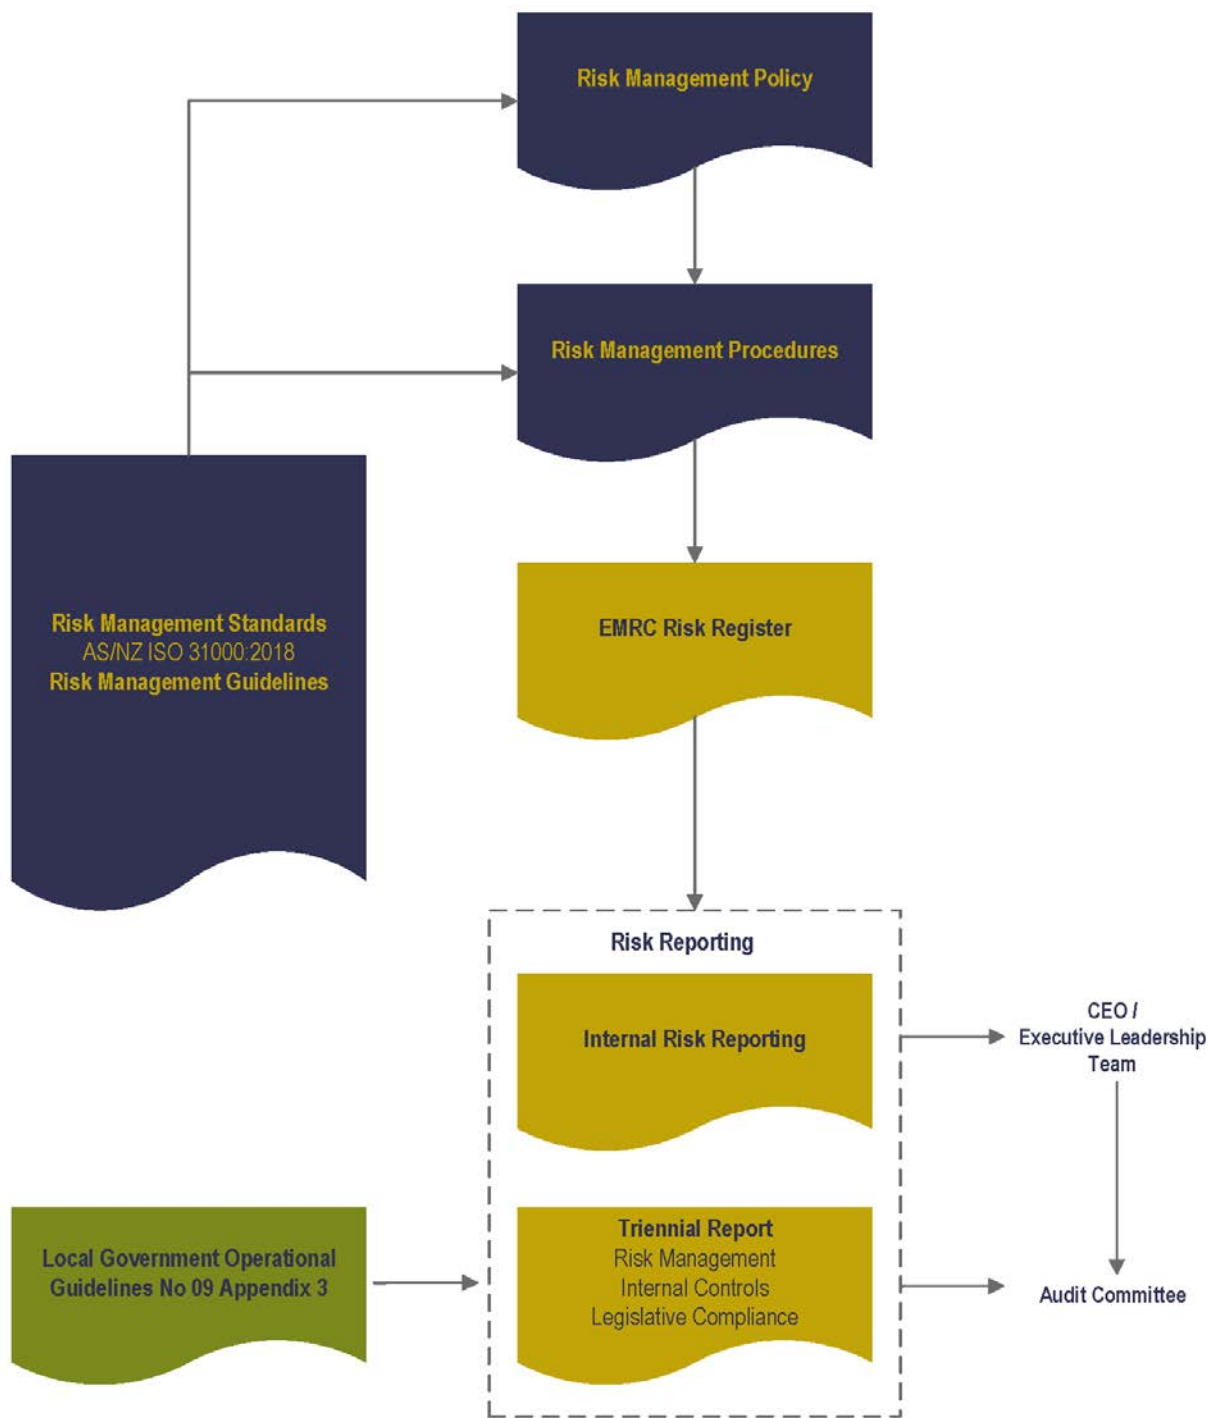 Risk Management Policy
Risk Management Procedures
Risk Management Standards
AS/NZ ISO 31000:2018
Risk Management Guidelines
EMRC Risk Register
Risk Reporting
Internal Risk Reporting
CEO /
Executive Leadership
Team
Local Government Operational
Guidelines No 09 Appendix 3
Triennial Report
Risk Management
Internal Controls
Legislative Compliance
Audit Committee